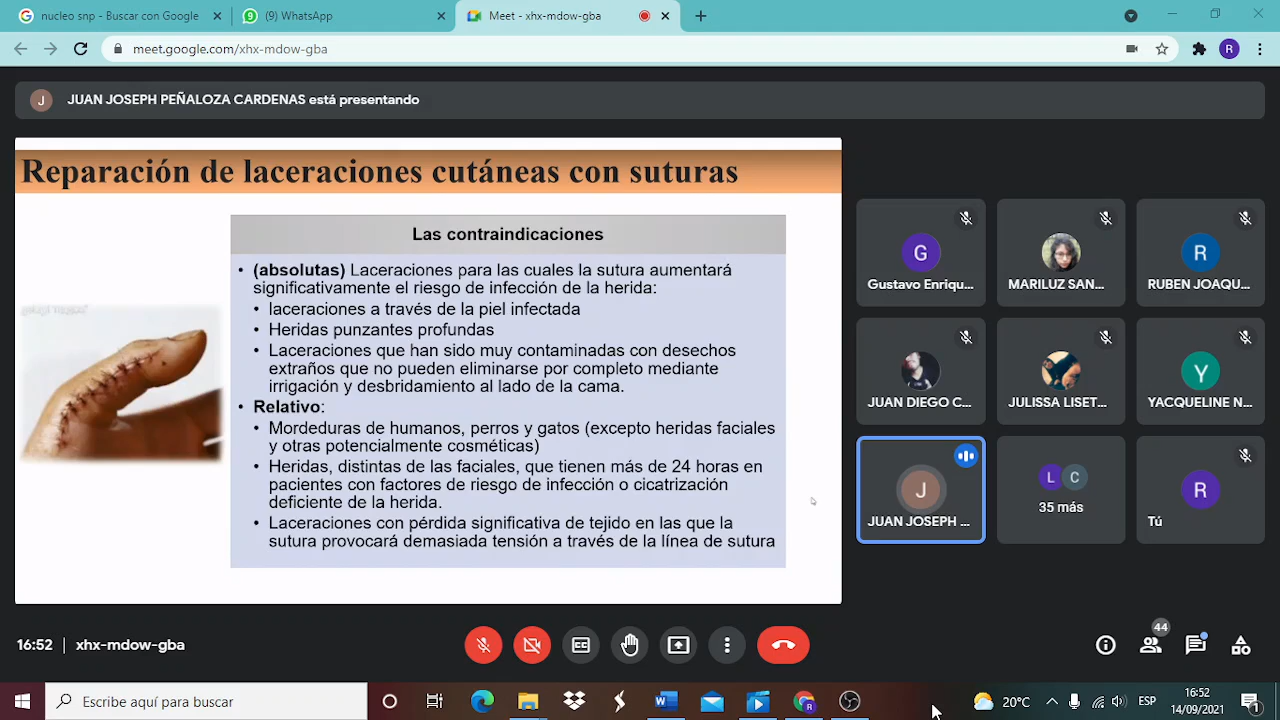 nucleo snp - Buscar con Google
(9) WhatsApp
Meet - xhx-mdow-gba
meet.google.com/xhx-mdow-gba
R
J
JUAN JOSEPH PEÑALOZA CARDENAS está presentando
Reparación de laceraciones cutáneas con suturas
Las contraindicaciones
• (absolutas) Laceraciones para las cuales la sutura aumentará
significativamente el riesgo de infección de la herida:
• laceraciones a través de la piel infectada
• Heridas punzantes profundas
• Laceraciones que han sido muy contaminadas con desechos
extraños que no pueden eliminarse por completo mediante
irrigación y desbridamiento al lado de la cama.
• Relativo:
• Mordeduras de humanos, perros y gatos (excepto heridas faciales
y otras potencialmente cosméticas)
• Heridas, distintas de las faciales, que tienen más de 24 horas en
pacientes con factores de riesgo de infección o cicatrización
deficiente de la herida.
• Laceraciones con pérdida significativa de tejido en las que la
sutura provocará demasiada tensión a través de la línea de sutura
G
Gustavo Enriqu...
MARILUZ SAN...
R
RUBEN JOAQU...
JUAN DIEGO C...
JULISSA LISET...
Y
YACQUELINE N...
J
JUAN JOSEPH ...
L C
35 más
R
Tú
16:52 | xhx-mdow-gba
44
Escribe aquí para buscar
20°C
ESP
16:52
14/09/2021
1